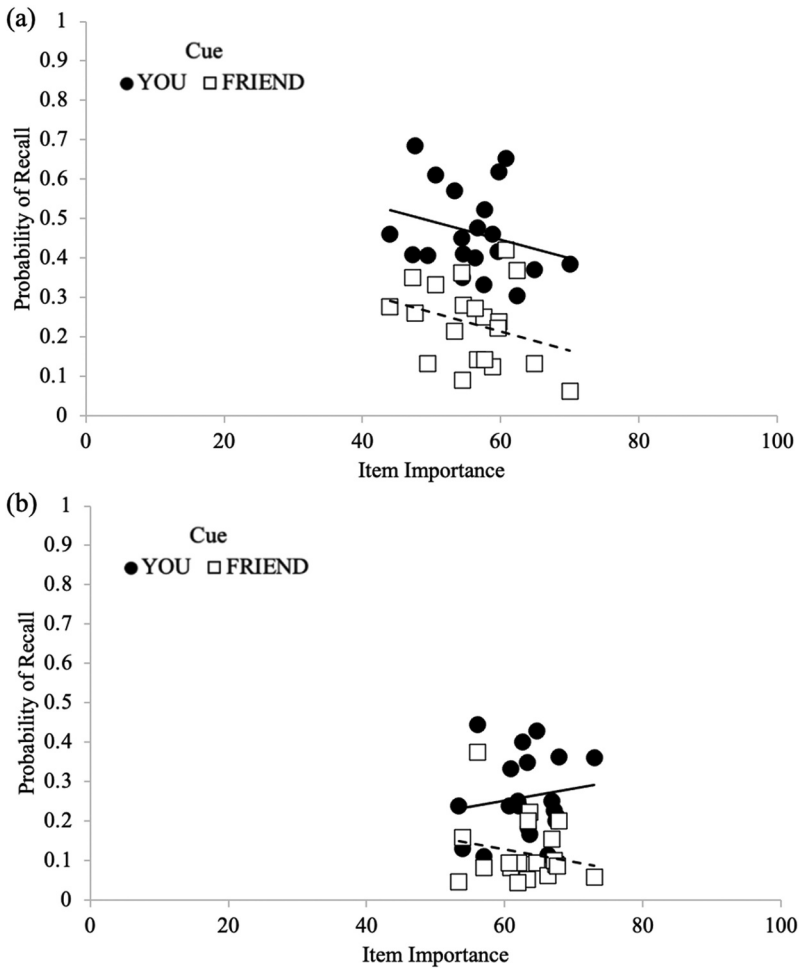 (a)
1
0.9
Cue
● YOU □ FRIEND
0.8
0.7
0.6
0.5
0.4
0.3
0.2
0.1
0
Probability of Recall
0 20 40 60 80 100
Item Importance
(b)
1
0.9
Cue
● YOU □ FRIEND
0.8
0.7
0.6
0.5
0.4
0.3
0.2
0.1
0
Probability of Recall
0 20 40 60 80 100
Item Importance